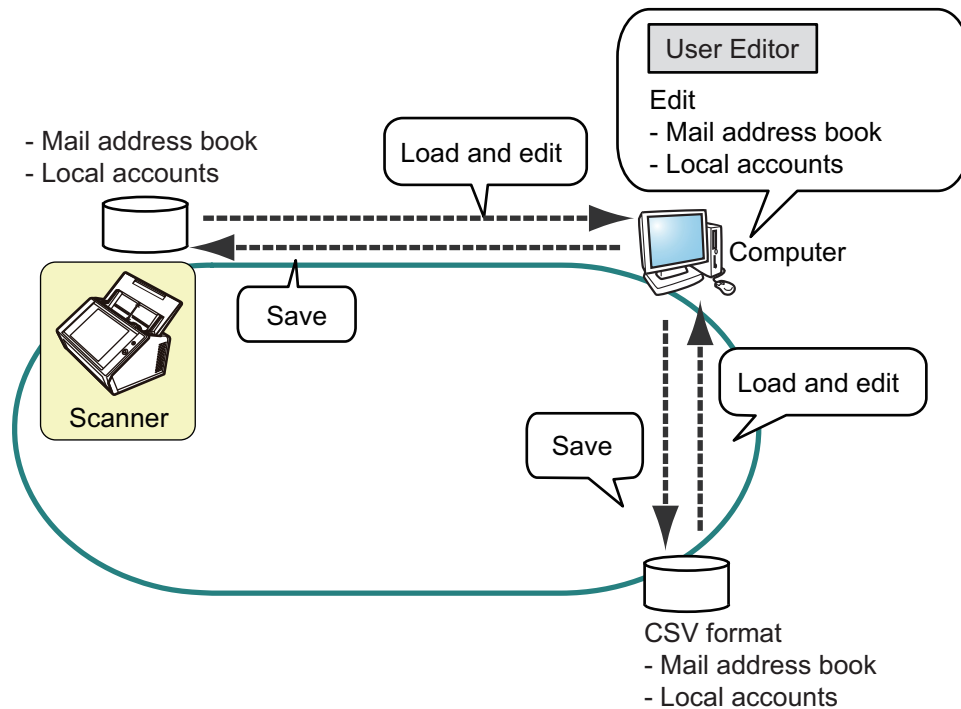 User Editor
Edit
- Mail address book
- Local accounts
- Mail address book
- Local accounts
Load and edit
Computer
Save
Scanner
Load and edit
Save
CSV format
- Mail address book
- Local accounts